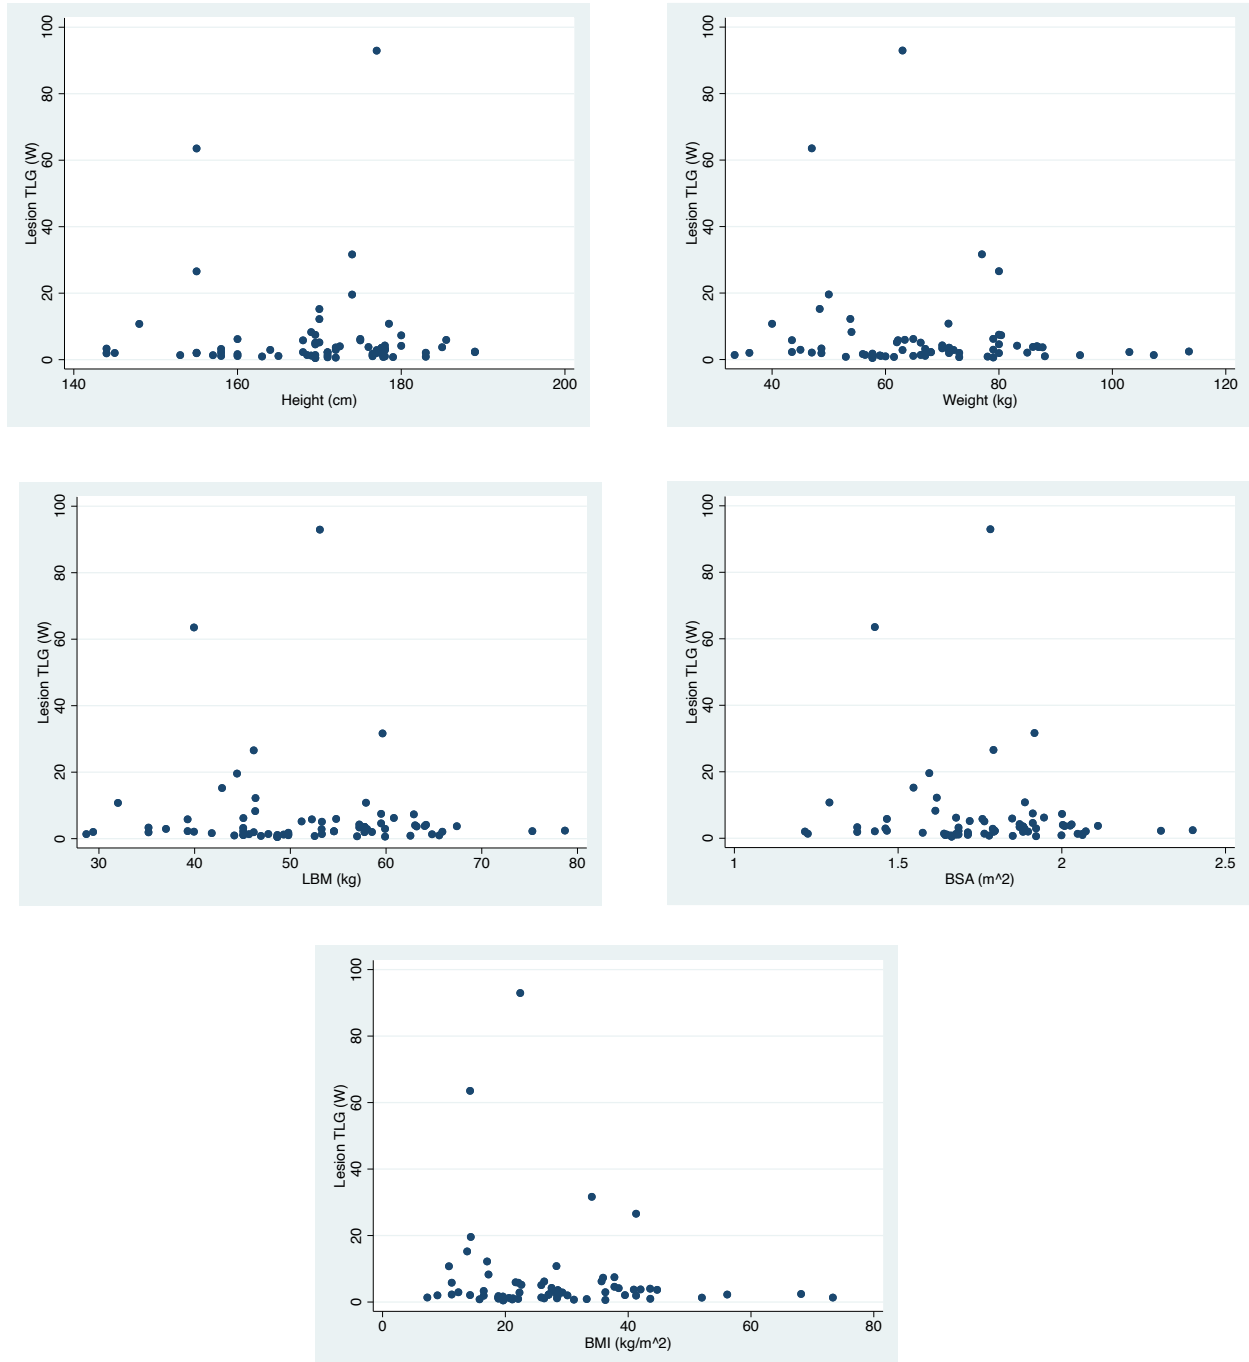 100
80
60
40
20
0
Lesion TLG (W)
140 160 180 200
Height (cm)
100
80
60
40
20
0
Lesion TLG (W)
40 60 80 100 120
Weight (kg)
100
80
60
40
20
0
Lesion TLG (W)
30 40 50 60 70 80
LBM (kg)
100
80
60
40
20
0
Lesion TLG (W)
1 1.5 2 2.5
BSA (m^2)
100
80
60
40
20
0
Lesion TLG (W)
0 20 40 60 80
BMI (kg/m^2)